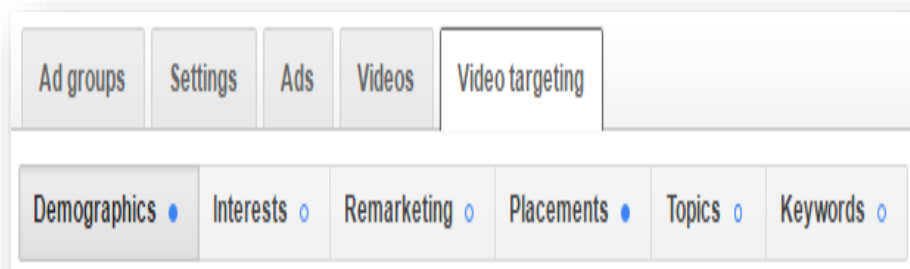 Ad groups Settings Ads Videos Video targeting
Demographics Interests Remarketing Placements Topics Keywords